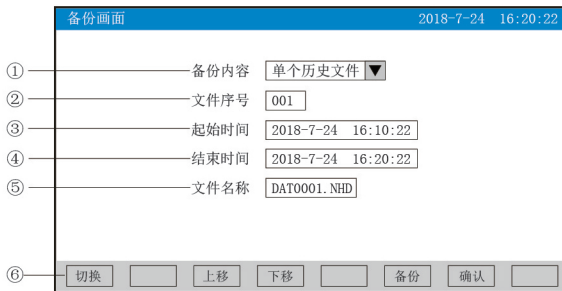 备份画面 2018-7-24 16:20:22
① 备份内容 单个历史文件▼
② 文件序号 001
③ 起始时间 2018-7-24 16:10:22
④ 结束时间 2018-7-24 16:20:22
⑤ 文件名称 DAT0001.NHD
⑥ 切换 上移 下移 备份 确认